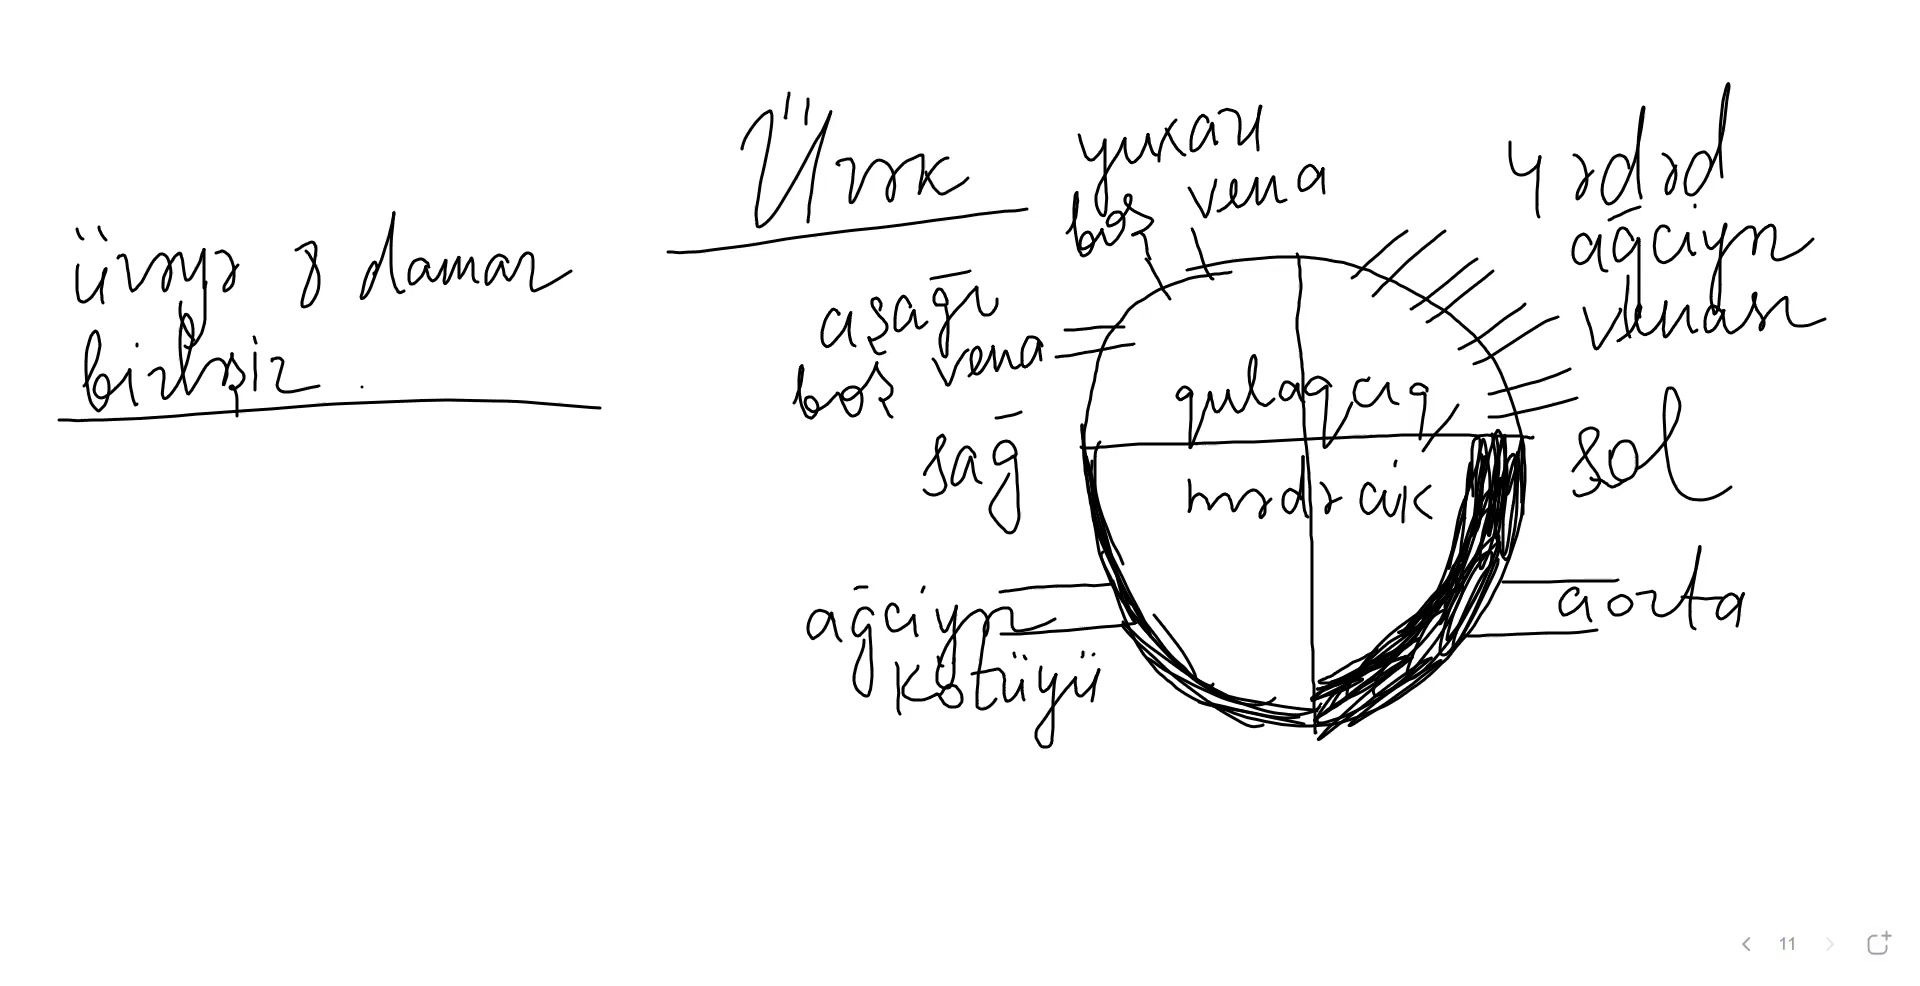 Ürək
ürəyə 8 damar
birləşir.
yuxarı
boş vena
aşağı
boş vena
4 ədəd
ağciyər
venası
qulaqcıq
sağ
sol
mədəcik
ağciyər
kötüyü
aorta
11